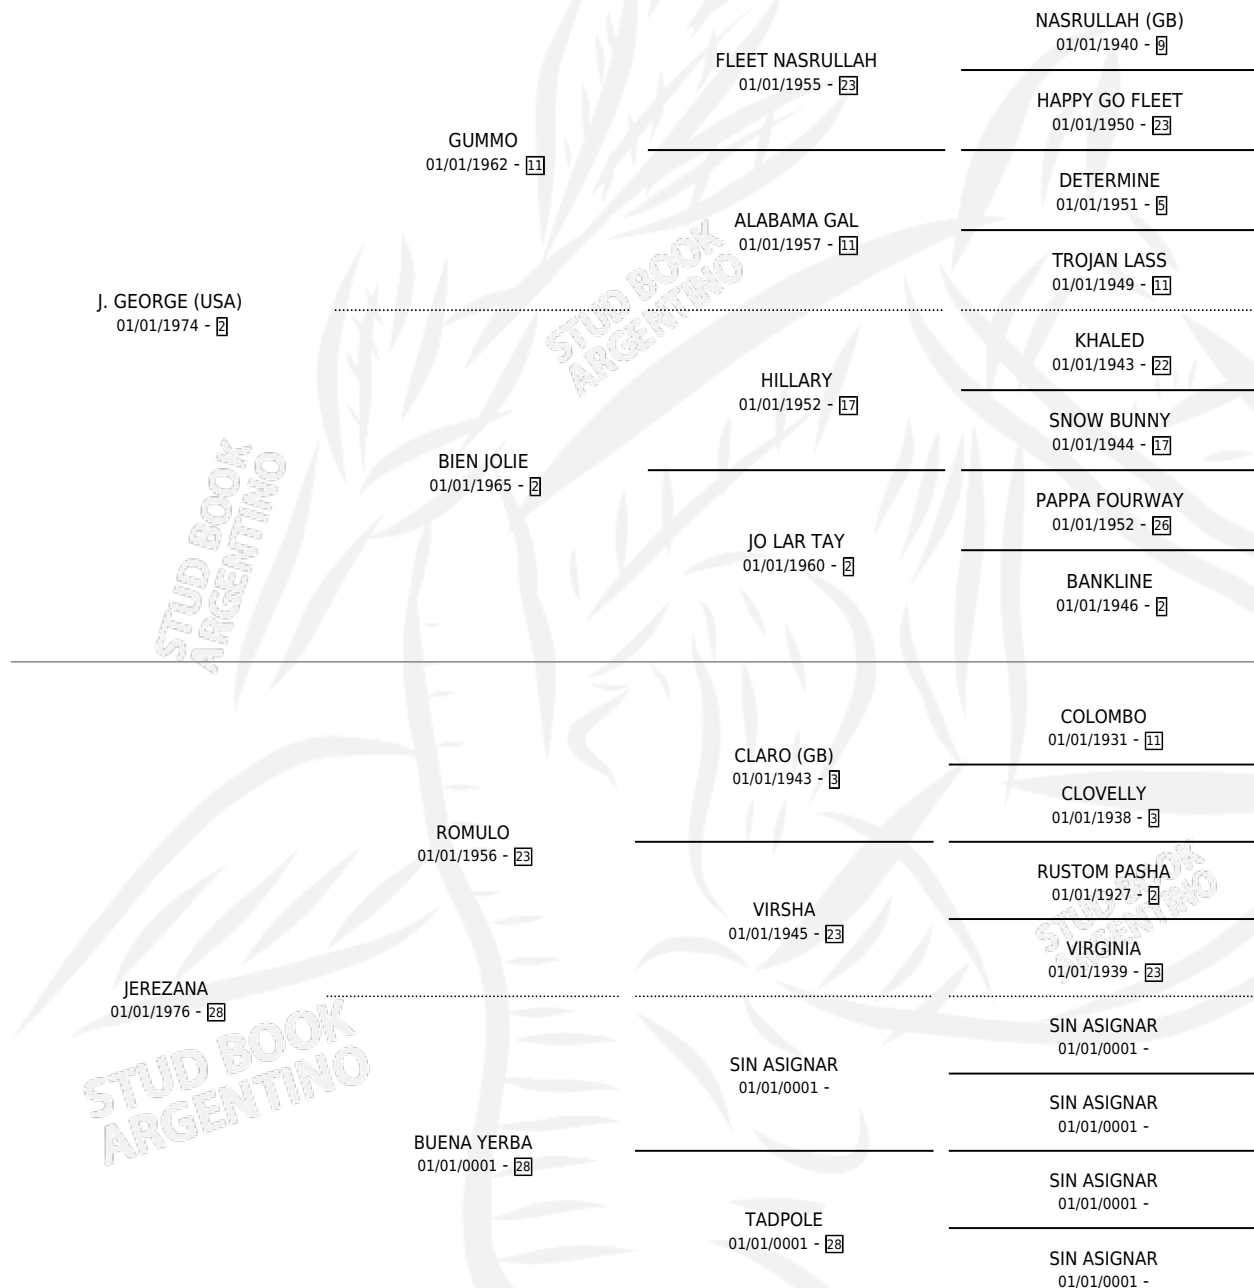 NASRULLAH (GB)
01/01/1940 - 9
FLEET NASRULLAH
01/01/1955 - 23
HAPPY GO FLEET
01/01/1950 - 23
GUMMO
01/01/1962 - 11
DETERMINE
01/01/1951 - 5
ALABAMA GAL
01/01/1957 - 11
TROJAN LASS
01/01/1949 - 11
J. GEORGE (USA)
01/01/1974 - 2
KHALED
01/01/1943 - 22
HILLARY
01/01/1952 - 17
SNOW BUNNY
01/01/1944 - 17
BIEN JOLIE
01/01/1965 - 2
PAPPA FOURWAY
01/01/1952 - 26
JO LAR TAY
01/01/1960 - 2
BANKLINE
01/01/1946 - 2
COLOMBO
01/01/1931 - 11
CLARO (GB)
01/01/1943 - 3
CLOVELLY
01/01/1938 - 3
ROMULO
01/01/1956 - 23
RUSTOM PASHA
01/01/1927 - 2
VIRSHA
01/01/1945 - 23
VIRGINIA
01/01/1939 - 23
JEREZANA
01/01/1976 - 28
SIN ASIGNAR
01/01/0001 -
SIN ASIGNAR
01/01/0001 -
SIN ASIGNAR
01/01/0001 -
BUENA YERBA
01/01/0001 - 28
SIN ASIGNAR
01/01/0001 -
TADPOLE
01/01/0001 - 28
SIN ASIGNAR
01/01/0001 -
STUD BOOK
ARGENTINO
STUD BOOK
ARGENTINO
STUD BOOK
ARGENTINO
STUD BOOK
ARGENTINO